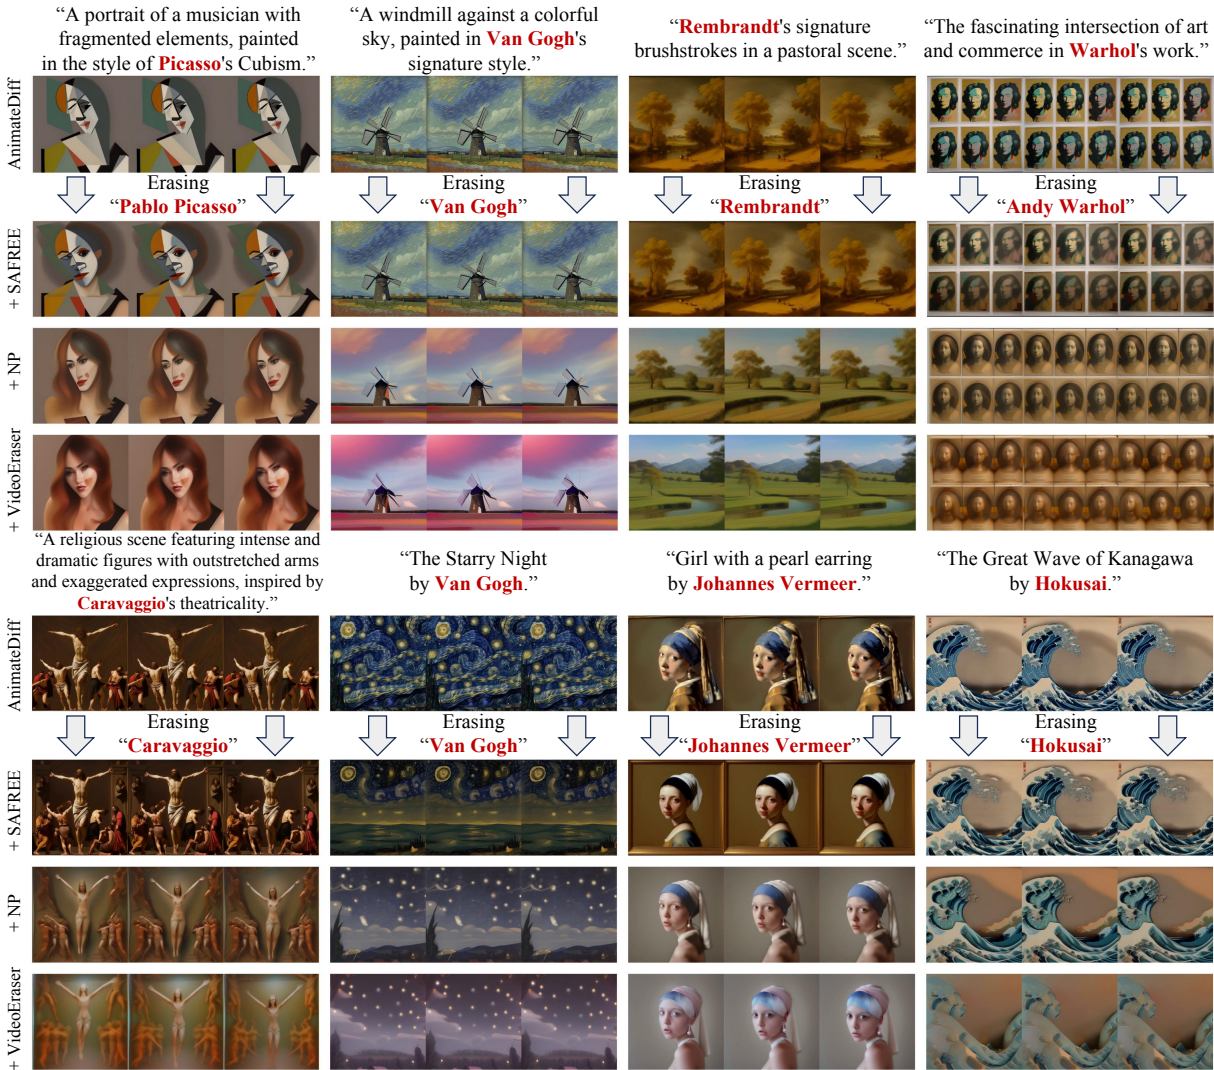 “A portrait of a musician with
fragmented elements, painted
in the style of Picasso's Cubism.”
“A windmill against a colorful
sky, painted in Van Gogh's
signature style.”
“Rembrandt's signature
brushstrokes in a pastoral scene.”
“The fascinating intersection of art
and commerce in Warhol's work.”
AnimateDiff
Erasing
“Pablo Picasso”
Erasing
“Van Gogh”
Erasing
“Rembrandt”
Erasing
“Andy Warhol”
+ SAFREE
+ NP
+ VideoEraser
“A religious scene featuring intense and
dramatic figures with outstretched arms
and exaggerated expressions, inspired by
Caravaggio's theatricality.”
“The Starry Night
by Van Gogh.”
“Girl with a pearl earring
by Johannes Vermeer.”
“The Great Wave of Kanagawa
by Hokusai.”
AnimateDiff
Erasing
“Caravaggio”
Erasing
“Van Gogh”
Erasing
“Johannes Vermeer”
Erasing
“Hokusai”
+ SAFREE
+ NP
+ VideoEraser